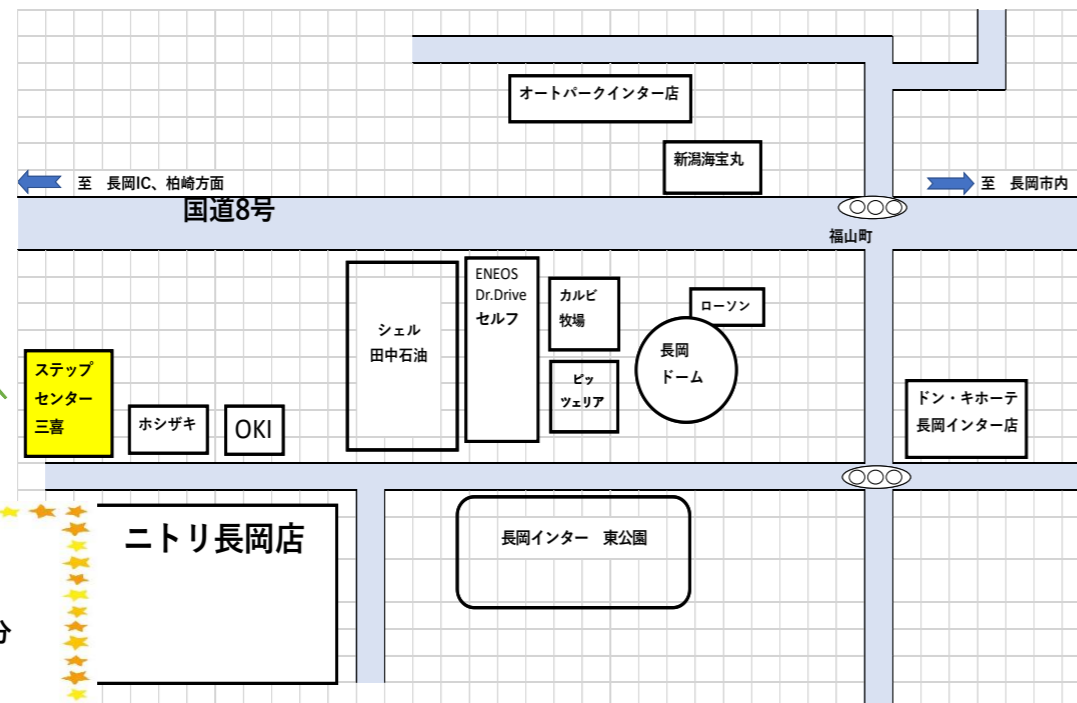 オートパークインター店
新潟海宝丸
至　長岡IC、柏崎方面
至　長岡市内
国道8号
福山町
ENEOS
Dr.Drive
セルフ
カルビ
牧場
ローソン
シェル
田中石油
長岡
ドーム
ステップ
センター
三喜
ピッ
ツェリア
ホシザキ
OKI
ドン・キホーテ
長岡インター店
ニトリ長岡店
長岡インター　東公園
分